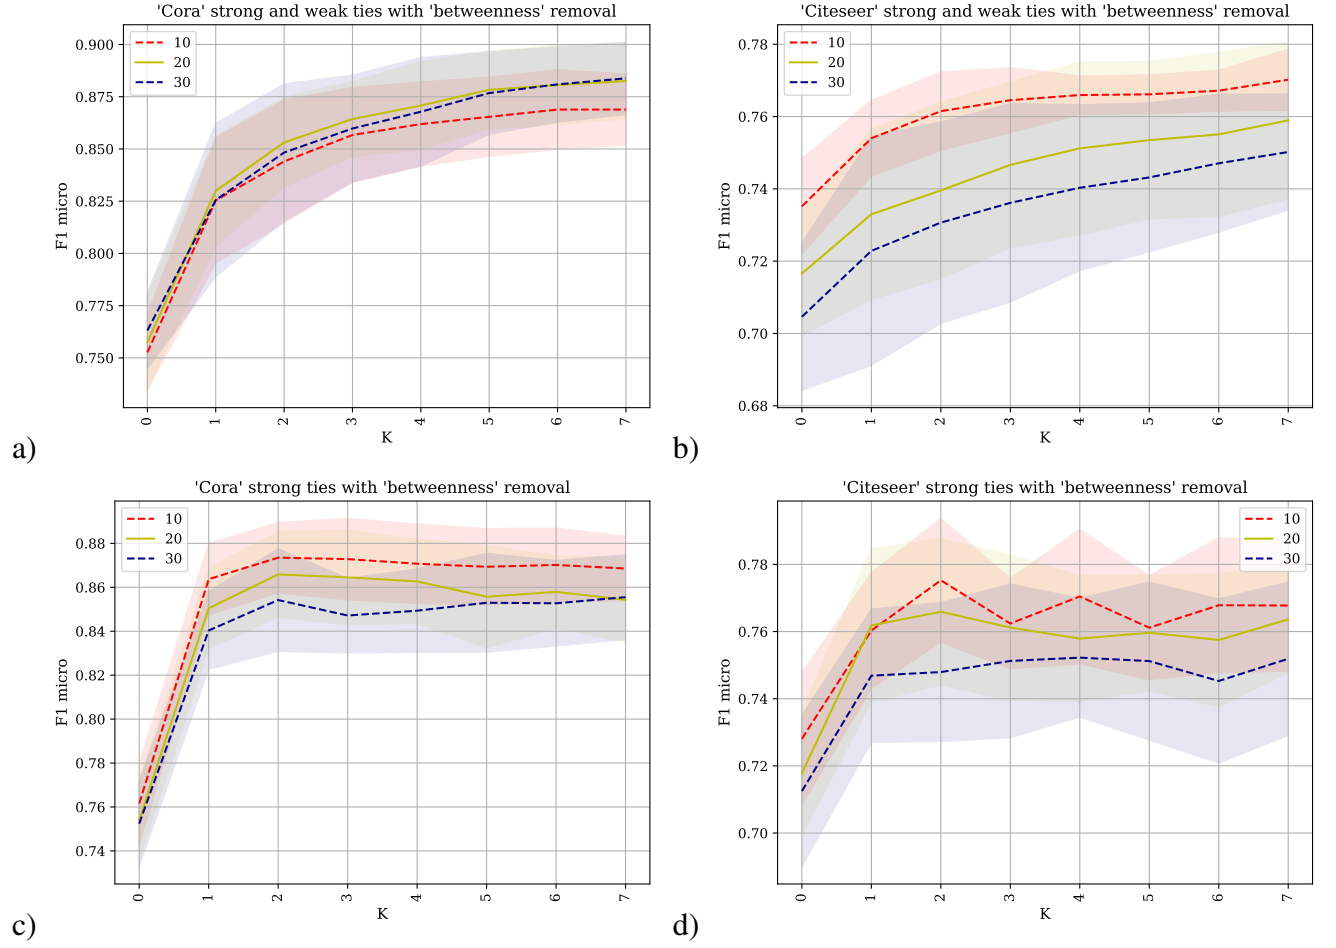 'Cora' strong and weak ties with 'betweenness' removal
0.900
0.875
0.850
0.825
0.800
0.775
0.750
F1 micro
10
20
30
0 1 2 3 4 5 6 7
K
a)
'Citeseer' strong and weak ties with 'betweenness' removal
0.78
0.76
0.74
0.72
0.70
0.68
F1 micro
10
20
30
0 1 2 3 4 5 6 7
K
b)
'Cora' strong ties with 'betweenness' removal
0.88
0.86
0.84
0.82
0.80
0.78
0.76
0.74
F1 micro
10
20
30
0 1 2 3 4 5 6 7
K
c)
'Citeseer' strong ties with 'betweenness' removal
0.78
0.76
0.74
0.72
0.70
F1 micro
10
20
30
0 1 2 3 4 5 6 7
K
d)